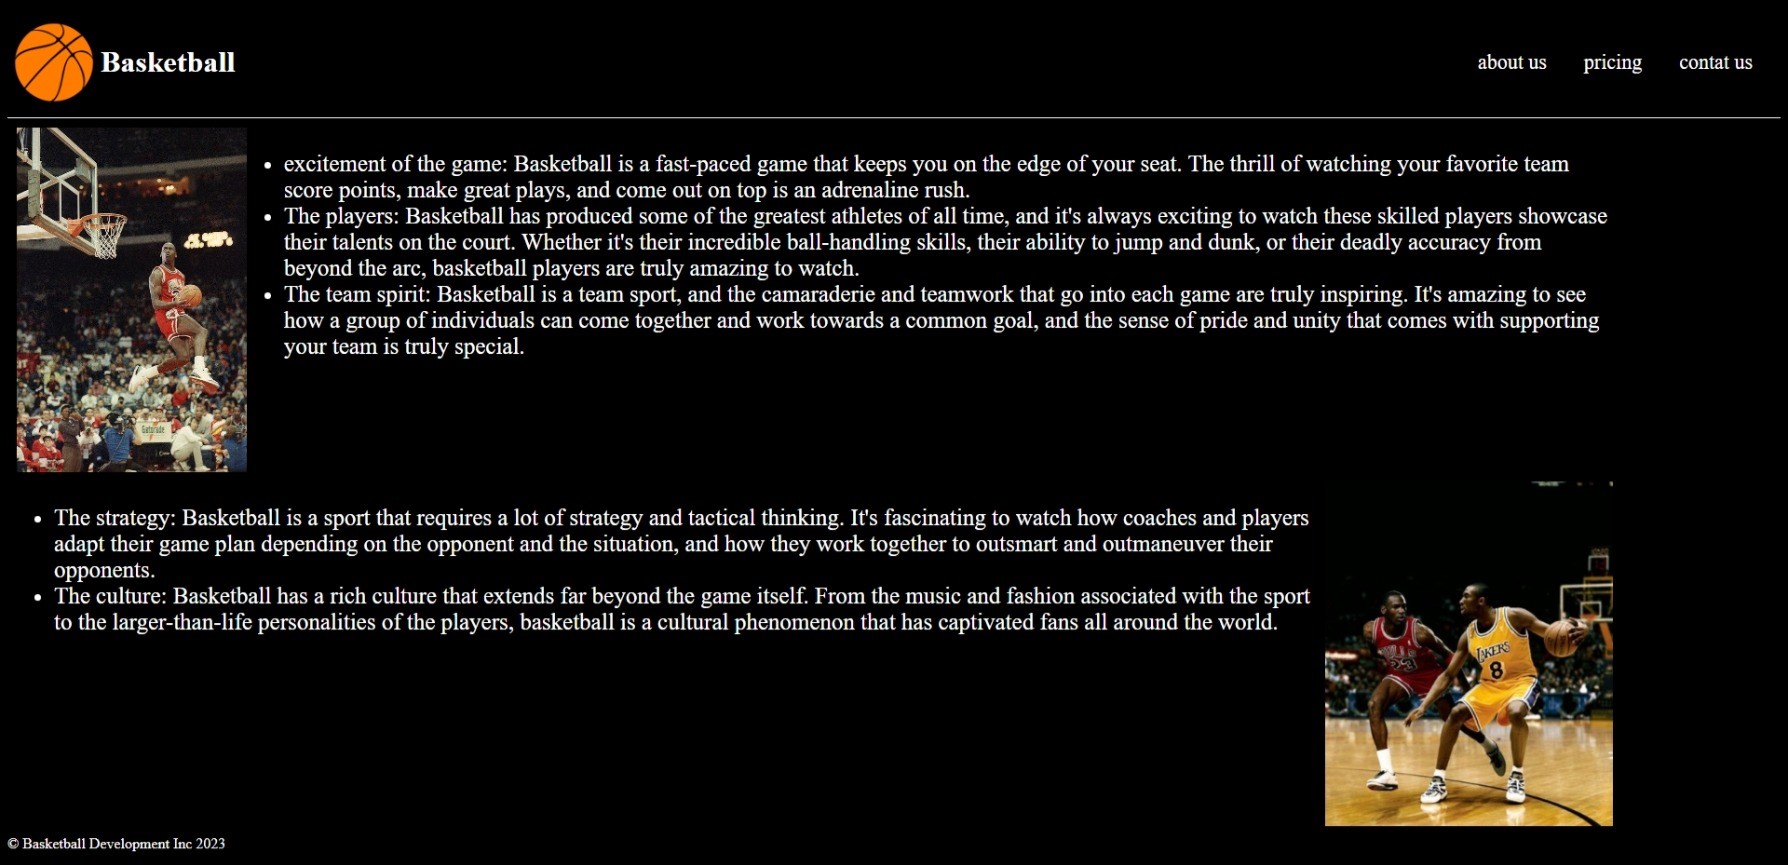 Basketball
about us
pricing
contat us
excitement of the game: Basketball is a fast-paced game that keeps you on the edge of your seat. The thrill of watching your favorite team
score points, make great plays, and come out on top is an adrenaline rush.
The players: Basketball has produced some of the greatest athletes of all time, and it's always exciting to watch these skilled players showcase
their talents on the court. Whether it's their incredible ball-handling skills, their ability to jump and dunk, or their deadly accuracy from
beyond the arc, basketball players are truly amazing to watch.
The team spirit: Basketball is a team sport, and the camaraderie and teamwork that go into each game are truly inspiring. It's amazing to see
how a group of individuals can come together and work towards a common goal, and the sense of pride and unity that comes with supporting
your team is truly special.
Gatorade
The strategy: Basketball is a sport that requires a lot of strategy and tactical thinking. It's fascinating to watch how coaches and players
adapt their game plan depending on the opponent and the situation, and how they work together to outsmart and outmaneuver their
opponents.
The culture: Basketball has a rich culture that extends far beyond the game itself. From the music and fashion associated with the sport
to the larger-than-life personalities of the players, basketball is a cultural phenomenon that has captivated fans all around the world.
BULLS
23
LAKERS
8
© Basketball Development Inc 2023